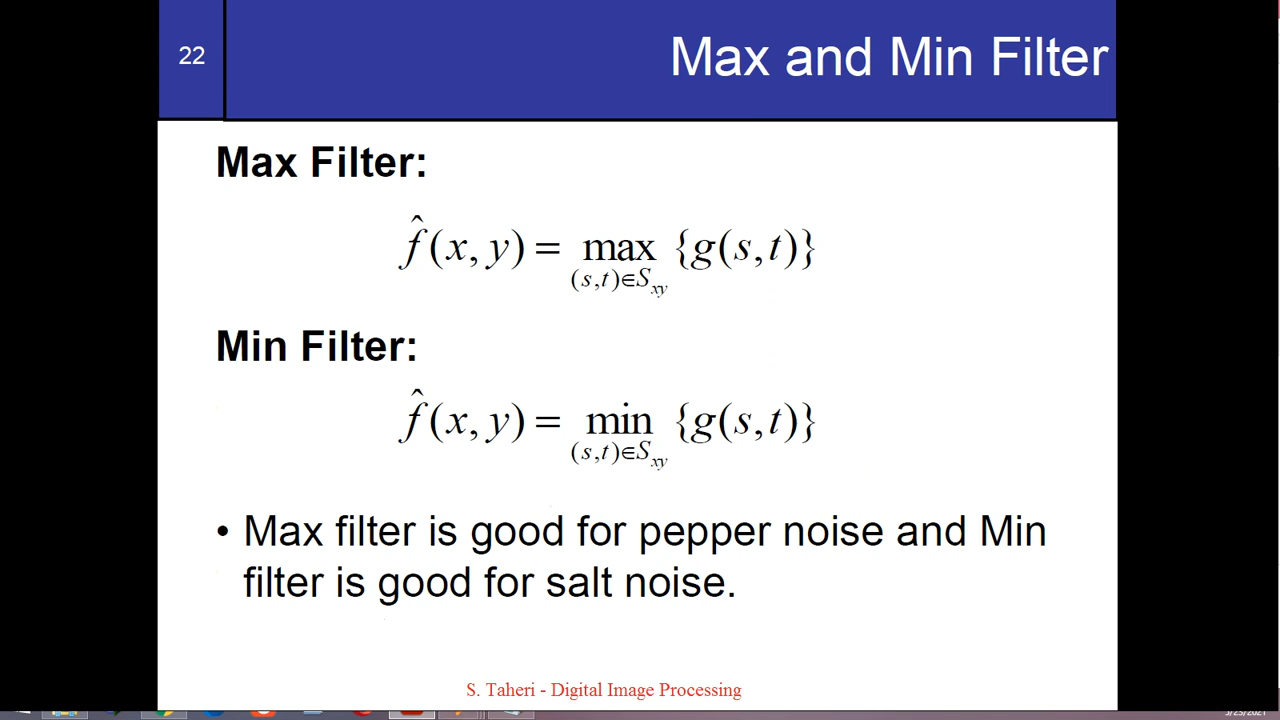 22
Max and Min Filter
Max Filter:
f̂(x, y) = max {g(s,t)}
(s,t)∈Sxy
Min Filter:
f̂(x, y) = min {g(s,t)}
(s,t)∈Sxy
• Max filter is good for pepper noise and Min
filter is good for salt noise.
S. Taheri - Digital Image Processing